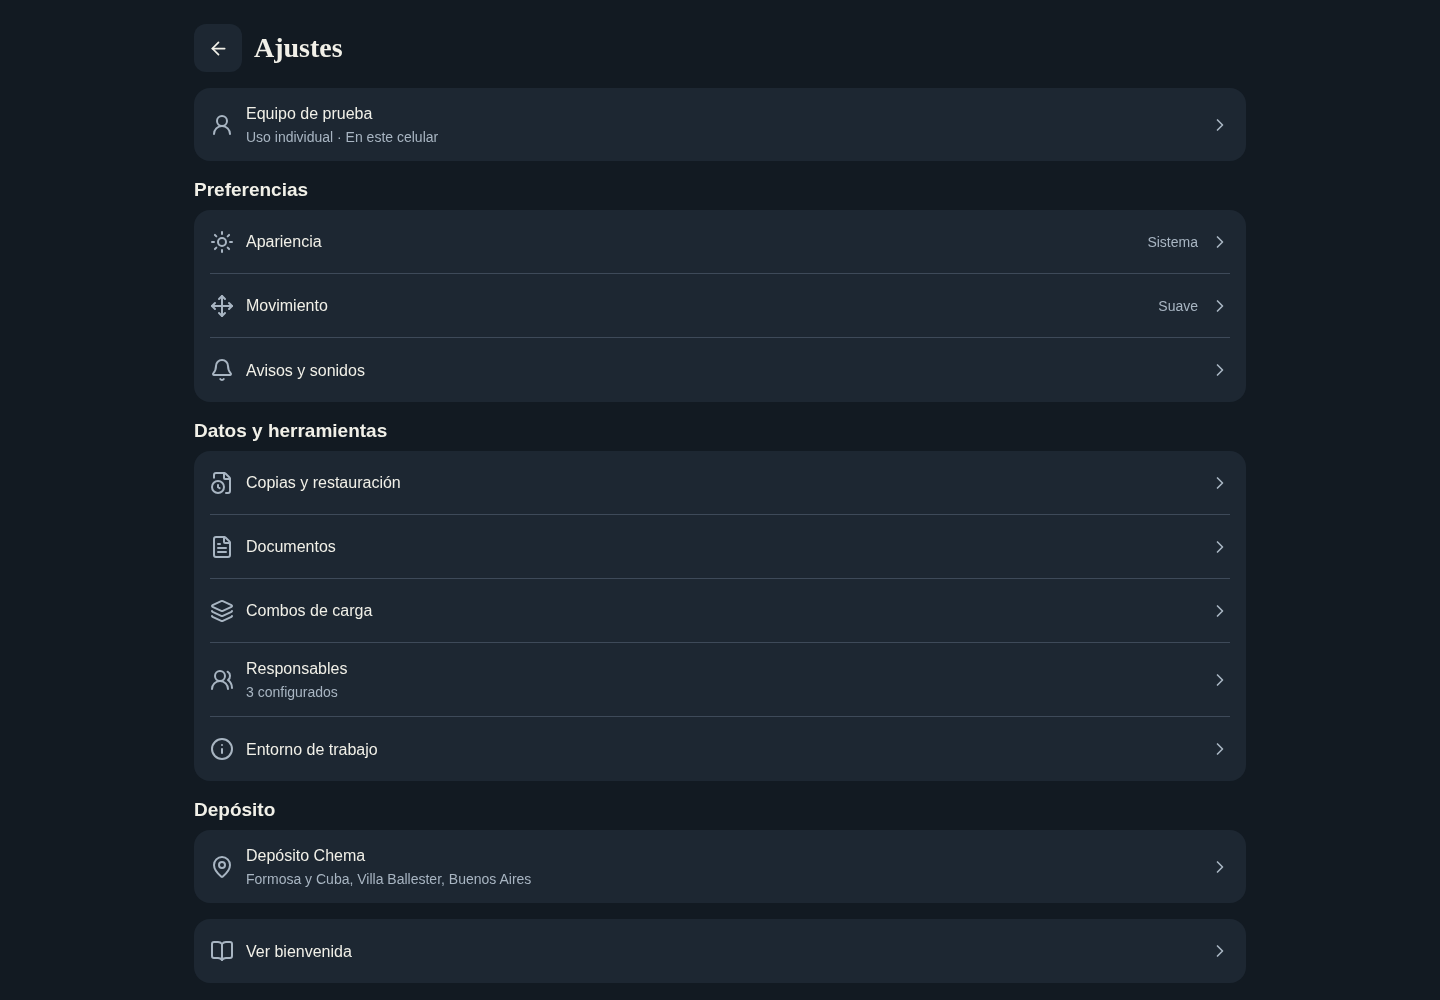 Ajustes
Equipo de prueba
Uso individual · En este celular
Preferencias
Apariencia
Sistema
Movimiento
Suave
Avisos y sonidos
Datos y herramientas
Copias y restauración
Documentos
Combos de carga
Responsables
3 configurados
Entorno de trabajo
Depósito
Depósito Chema
Formosa y Cuba, Villa Ballester, Buenos Aires
Ver bienvenida